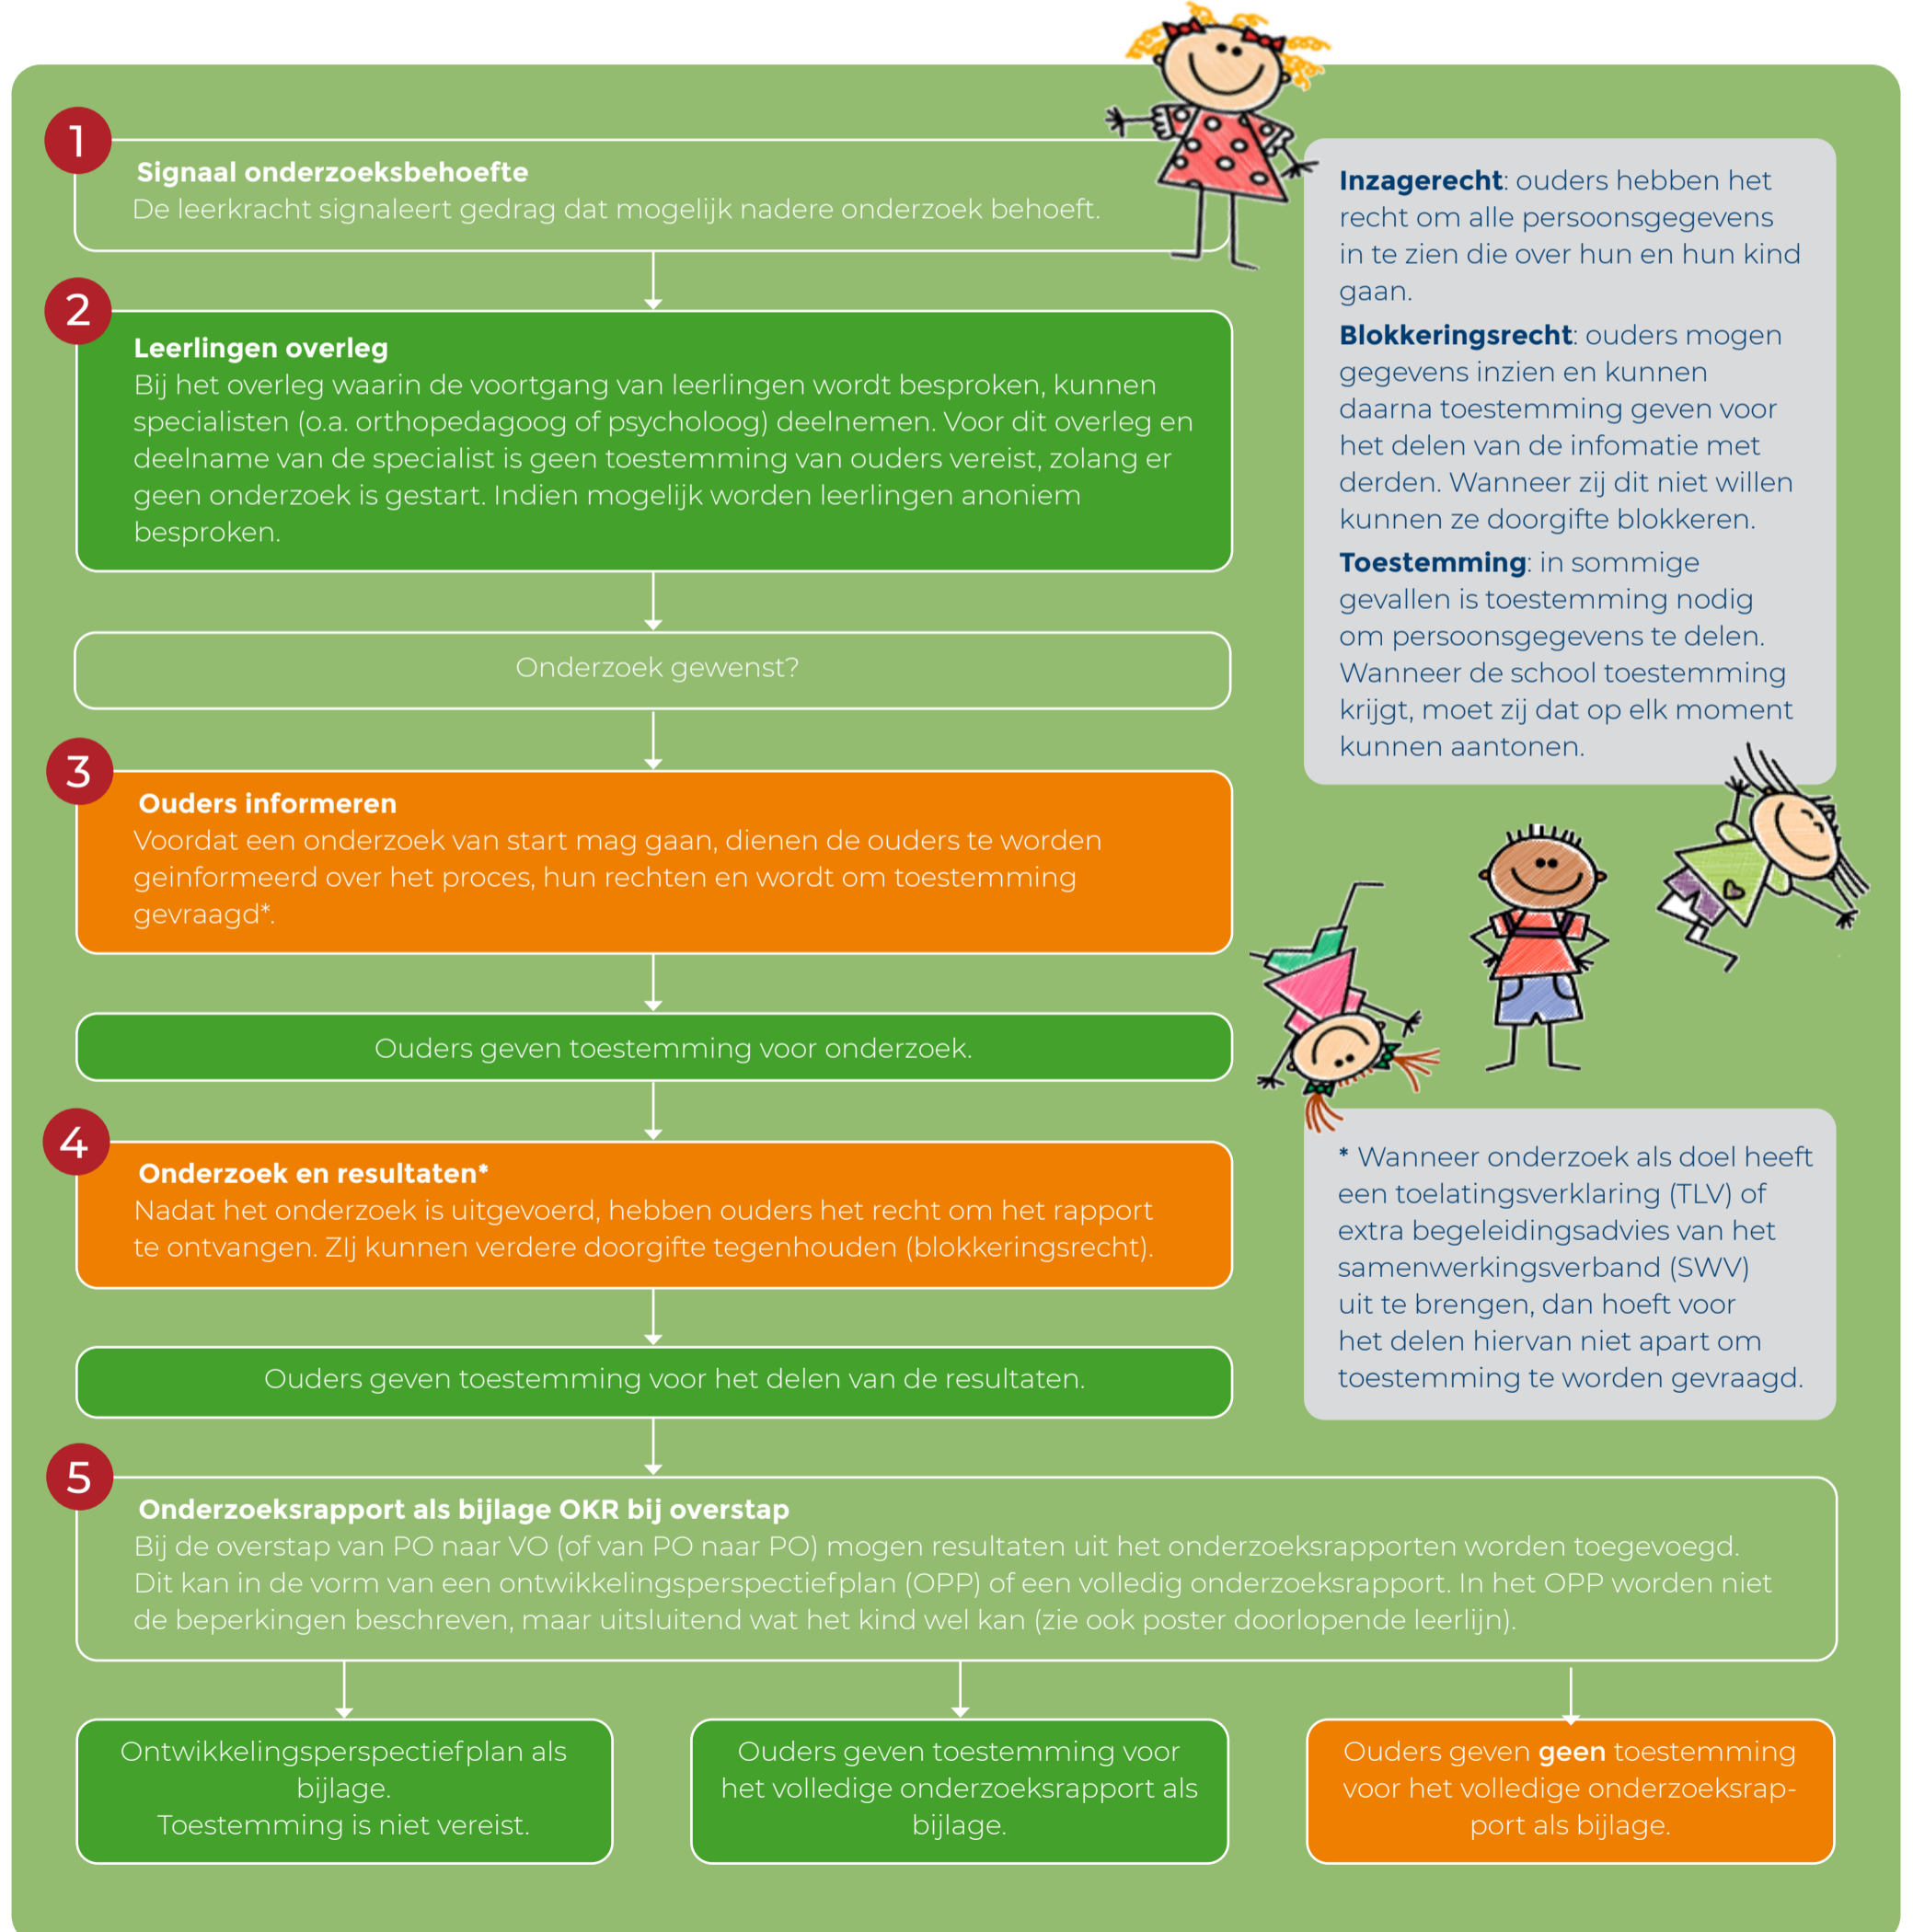 1
Signaal onderzoeksbehoefte
De leerkracht signaleert gedrag dat mogelijk nadere onderzoek behoeft.
2
Leerlingen overleg
Bij het overleg waarin de voortgang van leerlingen wordt besproken, kunnen
specialisten (o.a. orthopedagoog of psycholoog) deelnemen. Voor dit overleg en
deelname van de specialist is geen toestemming van ouders vereist, zolang er
geen onderzoek is gestart. Indien mogelijk worden leerlingen anoniem
besproken.
Onderzoek gewenst?
3
Ouders informeren
Voordat een onderzoek van start mag gaan, dienen de ouders te worden
geinformeerd over het proces, hun rechten en wordt om toestemming
gevraagd*.
Ouders geven toestemming voor onderzoek.
4
Onderzoek en resultaten*
Nadat het onderzoek is uitgevoerd, hebben ouders het recht om het rapport
te ontvangen. ZIj kunnen verdere doorgifte tegenhouden (blokkeringsrecht).
Ouders geven toestemming voor het delen van de resultaten.
Inzagerecht: ouders hebben het
recht om alle persoonsgegevens
in te zien die over hun en hun kind
gaan.
Blokkeringsrecht: ouders mogen
gegevens inzien en kunnen
daarna toestemming geven voor
het delen van de infomatie met
derden. Wanneer zij dit niet willen
kunnen ze doorgifte blokkeren.
Toestemming: in sommige
gevallen is toestemming nodig
om persoonsgegevens te delen.
Wanneer de school toestemming
krijgt, moet zij dat op elk moment
kunnen aantonen.
* Wanneer onderzoek als doel heeft
een toelatingsverklaring (TLV) of
extra begeleidingsadvies van het
samenwerkingsverband (SWV)
uit te brengen, dan hoeft voor
het delen hiervan niet apart om
toestemming te worden gevraagd.
5
Onderzoeksrapport als bijlage OKR bij overstap
Bij de overstap van PO naar VO (of van PO naar PO) mogen resultaten uit het onderzoeksrapporten worden toegevoegd.
Dit kan in de vorm van een ontwikkelingsperspectiefplan (OPP) of een volledig onderzoeksrapport. In het OPP worden niet
de beperkingen beschreven, maar uitsluitend wat het kind wel kan (zie ook poster doorlopende leerlijn).
Ontwikkelingsperspectiefplan als
bijlage.
Toestemming is niet vereist.
Ouders geven toestemming voor
het volledige onderzoeksrapport als
bijlage.
Ouders geven geen toestemming
voor het volledige onderzoeksrap-
port als bijlage.